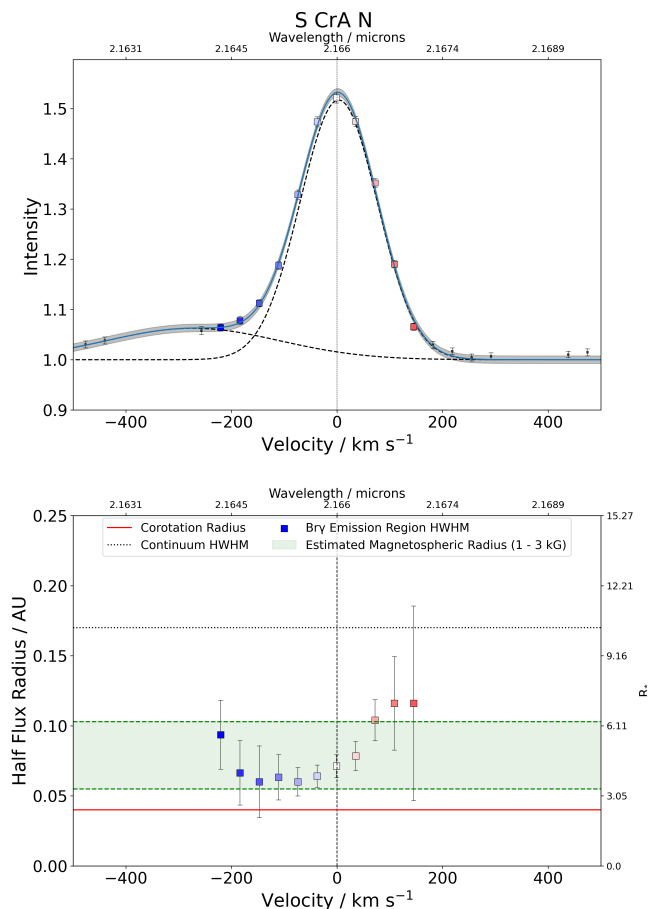 S CrA N
Wavelength / microns
2.1631 2.1645 2.166 2.1674 2.1689
1.5
1.4
1.3
1.2
1.1
1.0
0.9
Intensity
−400 −200 0 200 400
Velocity / km s⁻¹
Wavelength / microns
2.1631 2.1645 2.166 2.1674 2.1689
Corotation Radius
Continuum HWHM
Brγ Emission Region HWHM
Estimated Magnetospheric Radius (1 - 3 kG)
0.25 15.27
0.20 12.21
0.15 9.16
0.10 6.11
0.05 3.05
0.00 0.0
Half Flux Radius / AU
R*
−400 −200 0 200 400
Velocity / km s⁻¹